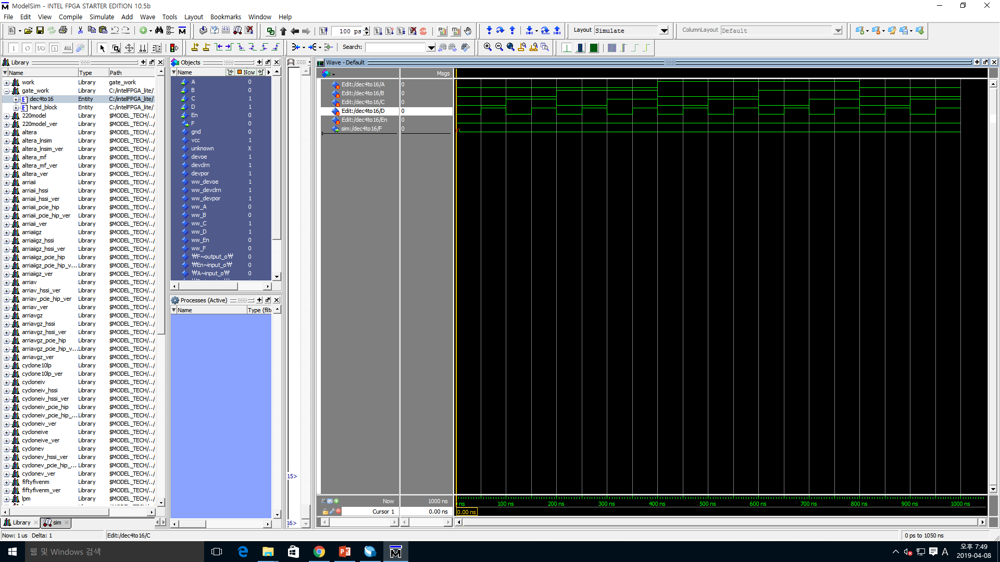 ModelSim - INTEL FPGA STARTER EDITION 10.5b
File Edit View Compile Simulate Add Wave Tools Layout Bookmarks Window Help
100 ps
Layout Simulate
ColumnLayout Default
Search:
Library
Name Type Path
work Library gate_work
gate_work Library C:/intelFPGA_lite/
dec4to16 Entity C:/intelFPGA_lite/
hard_block Entity C:/intelFPGA_lite/
220model Library $MODEL_TECH/../
220model_ver Library $MODEL_TECH/../
altera Library $MODEL_TECH/../
altera_lnsim Library $MODEL_TECH/../
altera_lnsim_ver Library $MODEL_TECH/../
altera_mf Library $MODEL_TECH/../
altera_mf_ver Library $MODEL_TECH/../
altera_ver Library $MODEL_TECH/../
arriaii Library $MODEL_TECH/../
arriaii_hssi Library $MODEL_TECH/../
arriaii_hssi_ver Library $MODEL_TECH/../
arriaii_pcie_hip Library $MODEL_TECH/../
arriaii_pcie_hip_ver Library $MODEL_TECH/../
arriaii_ver Library $MODEL_TECH/../
arriaiigz Library $MODEL_TECH/../
arriaiigz_hssi Library $MODEL_TECH/../
arriaiigz_hssi_ver Library $MODEL_TECH/../
arriaiigz_pcie_hip Library $MODEL_TECH/../
arriaiigz_pcie_hip_v... Library $MODEL_TECH/../
arriaiigz_ver Library $MODEL_TECH/../
arriav Library $MODEL_TECH/../
arriav_hssi_ver Library $MODEL_TECH/../
arriav_pcie_hip_ver Library $MODEL_TECH/../
arriav_ver Library $MODEL_TECH/../
arriavgz Library $MODEL_TECH/../
arriavgz_hssi Library $MODEL_TECH/../
arriavgz_hssi_ver Library $MODEL_TECH/../
arriavgz_pcie_hip Library $MODEL_TECH/../
arriavgz_pcie_hip_v... Library $MODEL_TECH/../
arriavgz_ver Library $MODEL_TECH/../
cyclone10lp Library $MODEL_TECH/../
cyclone10lp_ver Library $MODEL_TECH/../
cycloneiv Library $MODEL_TECH/../
cycloneiv_hssi Library $MODEL_TECH/../
cycloneiv_hssi_ver Library $MODEL_TECH/../
cycloneiv_pcie_hip Library $MODEL_TECH/../
cycloneiv_pcie_hip_... Library $MODEL_TECH/../
cycloneiv_ver Library $MODEL_TECH/../
cycloneive Library $MODEL_TECH/../
cycloneive_ver Library $MODEL_TECH/../
cyclonev Library $MODEL_TECH/../
cyclonev_hssi_ver Library $MODEL_TECH/../
cyclonev_pcie_hip_... Library $MODEL_TECH/../
cyclonev_ver Library $MODEL_TECH/../
fiftyfivenm Library $MODEL_TECH/../
fiftyfivenm_ver Library $MODEL_TECH/../
lpm Library $MODEL_TECH/../
Library sim
Objects
Name Now
A 0
B 0
C 1
D 1
En 0
F 0
gnd 0
vcc 1
unknown X
devoe 1
devclrn 1
devpor 1
ww_devoe 1
ww_devclrn 1
ww_devpor 1
ww_A 0
ww_B 0
ww_C 1
ww_D 1
ww_En 0
ww_F 0
₩F~output_o₩ 0
₩En~input_o₩ 0
₩A~input_o₩ 0
Processes (Active)
Name Type (filt
15>
16>
Wave - Default
Msgs
Edit:/dec4to16/A 0
Edit:/dec4to16/B 0
Edit:/dec4to16/C 0
Edit:/dec4to16/D 0
Edit:/dec4to16/En 0
sim:/dec4to16/F 0
Now 1000 ns
ns 100 ns 200 ns 300 ns 400 ns 500 ns 600 ns 700 ns 800 ns 900 ns 1000 ns
Cursor 1 0.00 ns
0.00 ns
Now: 1 us Delta: 1
Edit:/dec4to16/C
0 ps to 1050 ns
웹 및 Windows 검색
A
오후 7:49
2019-04-08